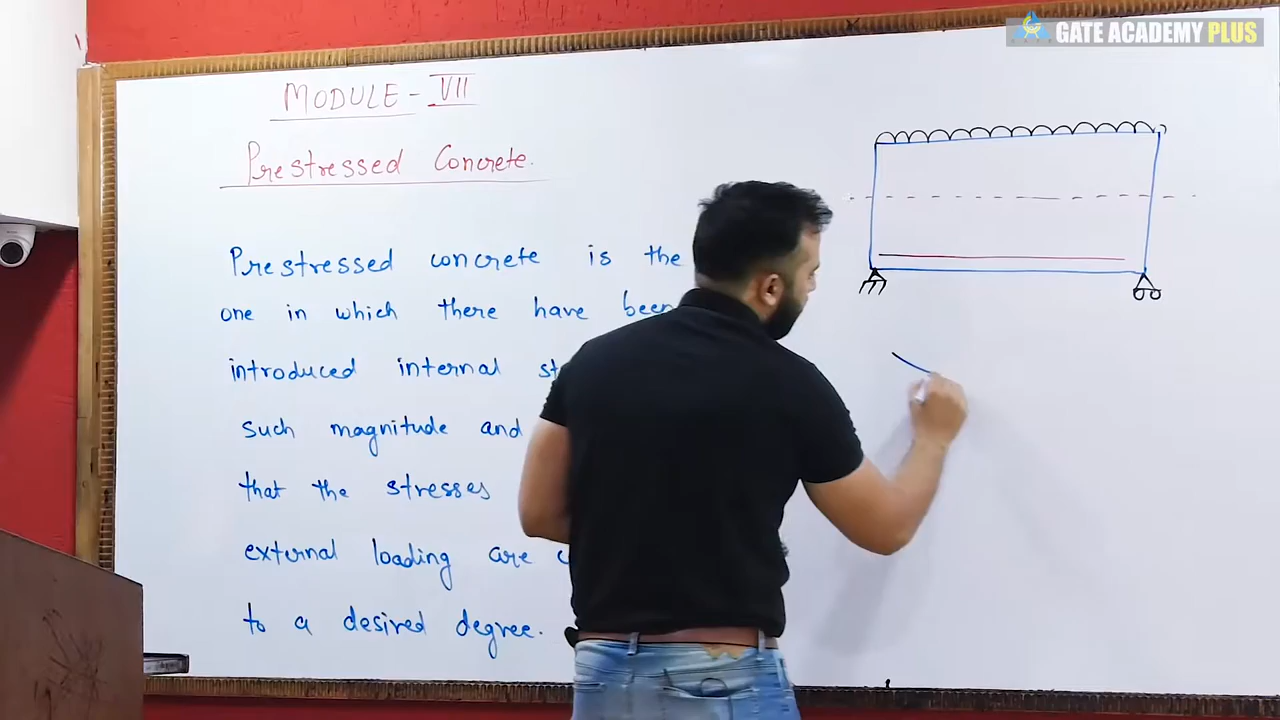 GATE ACADEMY PLUS
MODULE - VII
Prestressed Concrete.
Prestressed concrete is the
one in which there have been
introduced internal
such magnitude and
that the stresses
external loading are
to a desired degree.